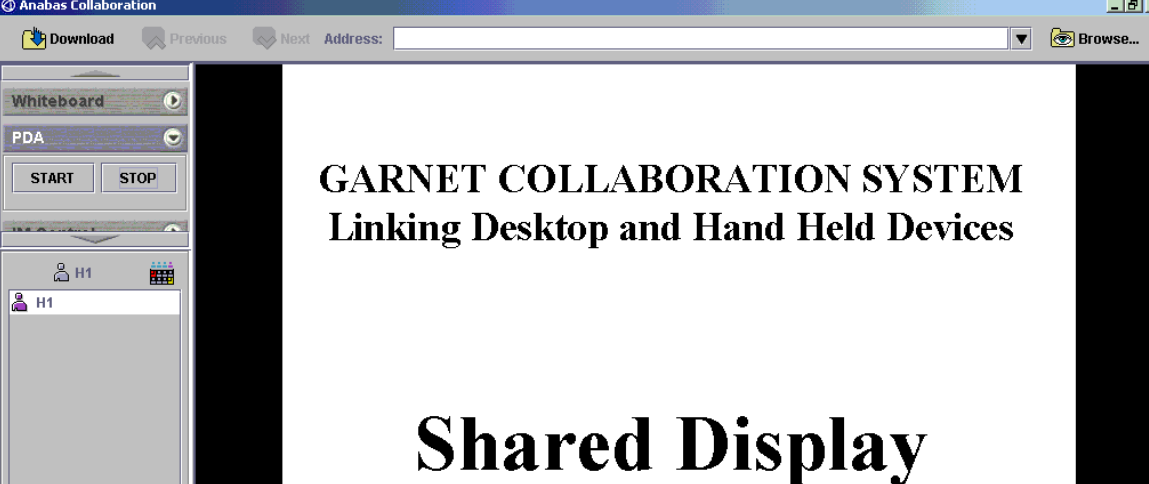 Anabas Collaboration
Download Previous Next Address: Browse...
Whiteboard
PDA
START STOP
H1
H1
GARNET COLLABORATION SYSTEM
Linking Desktop and Hand Held Devices
Shared Display